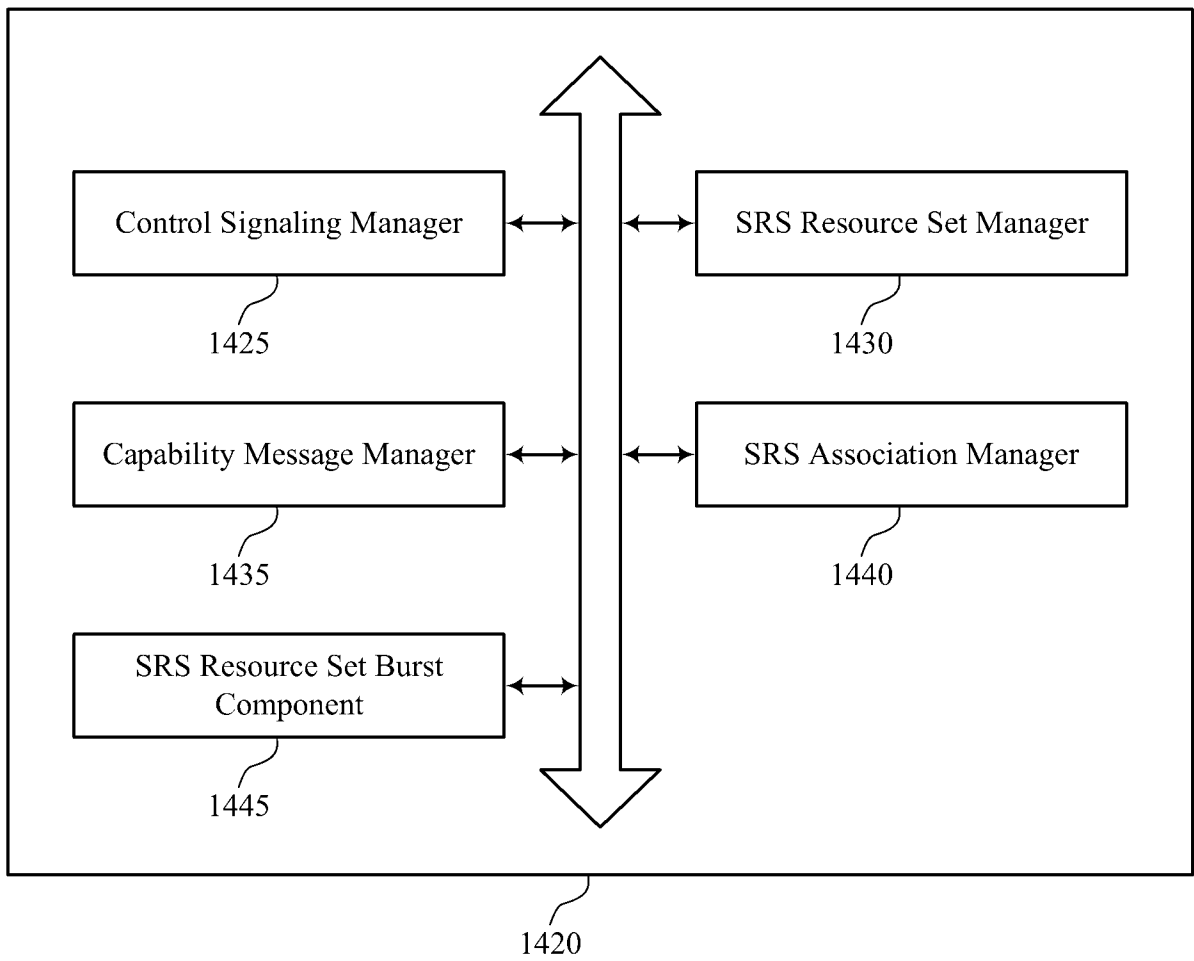 Control Signaling Manager
1425
SRS Resource Set Manager
1430
Capability Message Manager
1435
SRS Association Manager
1440
SRS Resource Set Burst
Component
1445
1420